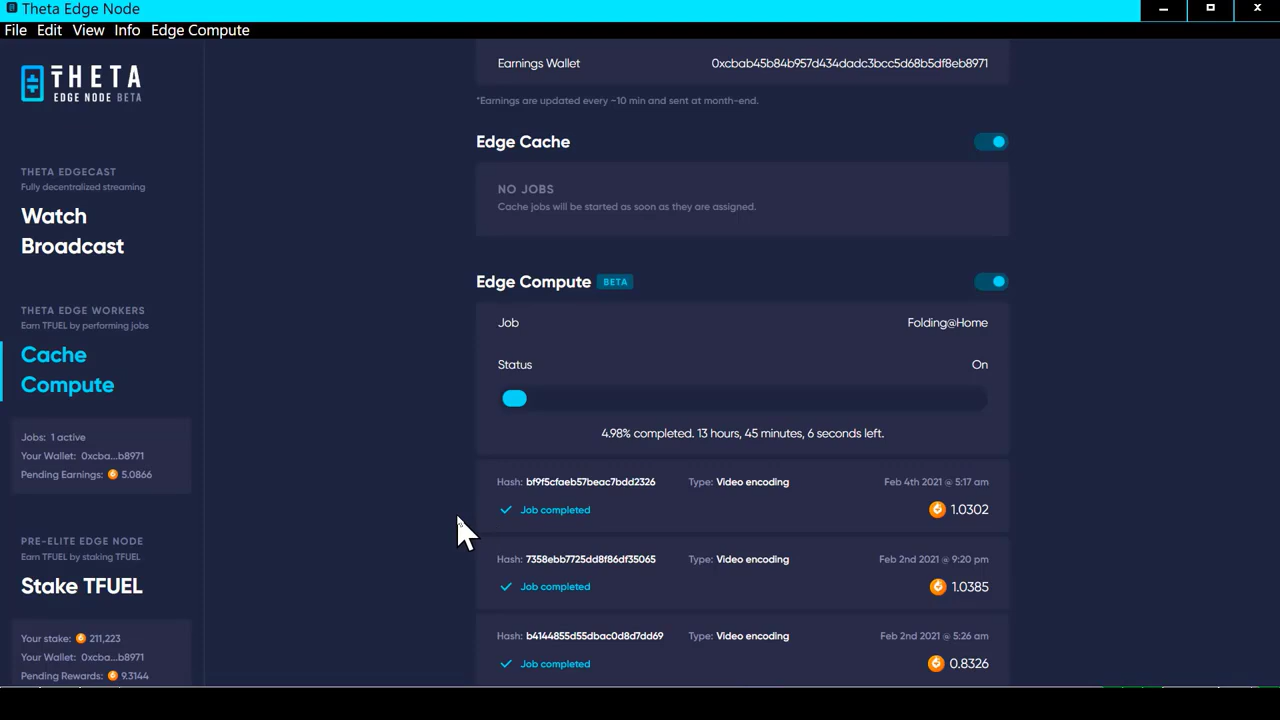 Theta Edge Node
File Edit View Info Edge Compute
THETA
EDGE NODE BETA
THETA EDGECAST
Fully decentralized streaming
Watch
Broadcast
THETA EDGE WORKERS
Earn TFUEL by performing jobs
Cache
Compute
Jobs: 1 active
Your Wallet: 0xcba...b8971
Pending Earnings: 5.0866
PRE-ELITE EDGE NODE
Earn TFUEL by staking TFUEL
Stake TFUEL
Your stake: 211,223
Your Wallet: 0xcba...b8971
Pending Rewards: 9.3144
Earnings Wallet 0xcbab45b84b957d434dadc3bcc5d68b5df8eb8971
*Earnings are updated every ~10 min and sent at month-end.
Edge Cache
NO JOBS
Cache jobs will be started as soon as they are assigned.
Edge Compute BETA
Job Folding@Home
Status On
4.98% completed. 13 hours, 45 minutes, 6 seconds left.
Hash: bf9f5cfaeb57beac7bdd2326 Type: Video encoding Feb 4th 2021 @ 5:17 am
Job completed 1.0302
Hash: 7358ebb7725dd8f86df35065 Type: Video encoding Feb 2nd 2021 @ 9:20 pm
Job completed 1.0385
Hash: b4144855d55dbac0d8d7dd69 Type: Video encoding Feb 2nd 2021 @ 5:26 am
Job completed 0.8326